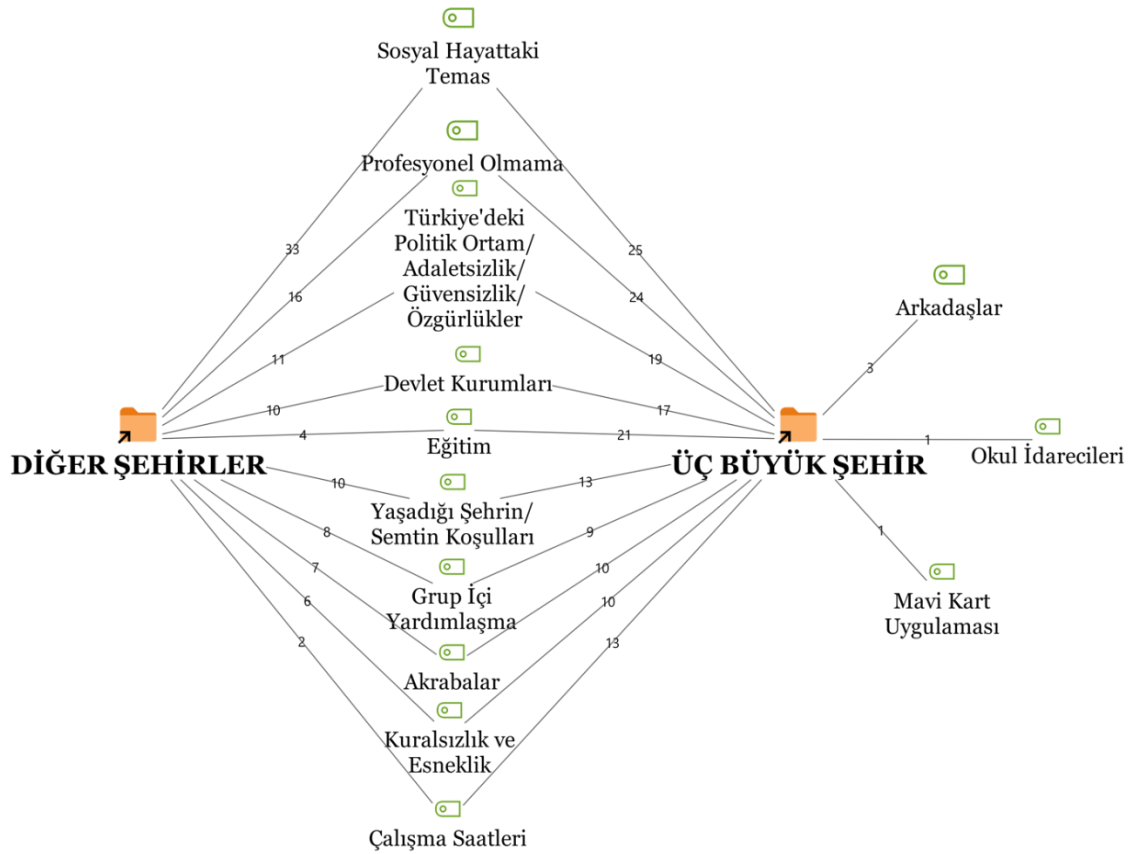 Sosyal Hayattaki
Temas
Profesyonel Olmama
Türkiye'deki
Politik Ortam/
Adaletsizlik/
Güvensizlik/
Özgürlükler
33
25
16
24
11
19
Arkadaşlar
3
Devlet Kurumları
10
17
Eğitim
4
21
1
Okul İdarecileri
DİĞER ŞEHİRLER
ÜÇ BÜYÜK ŞEHİR
10
13
Yaşadığı Şehrin/
Semtin Koşulları
8
9
1
Grup İçi
Yardımlaşma
Mavi Kart
Uygulaması
7
10
Akrabalar
6
10
Kuralsızlık ve
Esneklik
2
13
Çalışma Saatleri